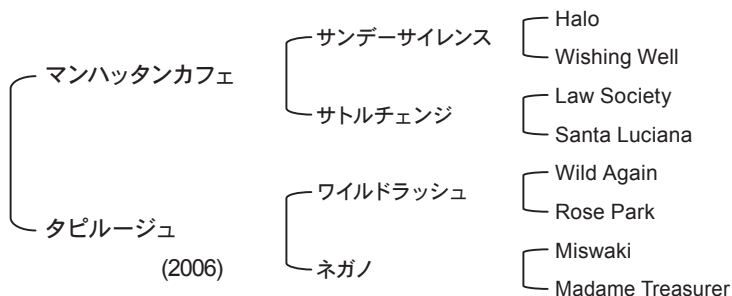 マンハッタンカフェ
サンデーサイレンス
Halo
Wishing Well
サトルチェンジ
Law Society
Santa Luciana
タピルージュ
(2006)
ワイルドラッシュ
Wild Again
Rose Park
ネガノ
Miswaki
Madame Treasurer